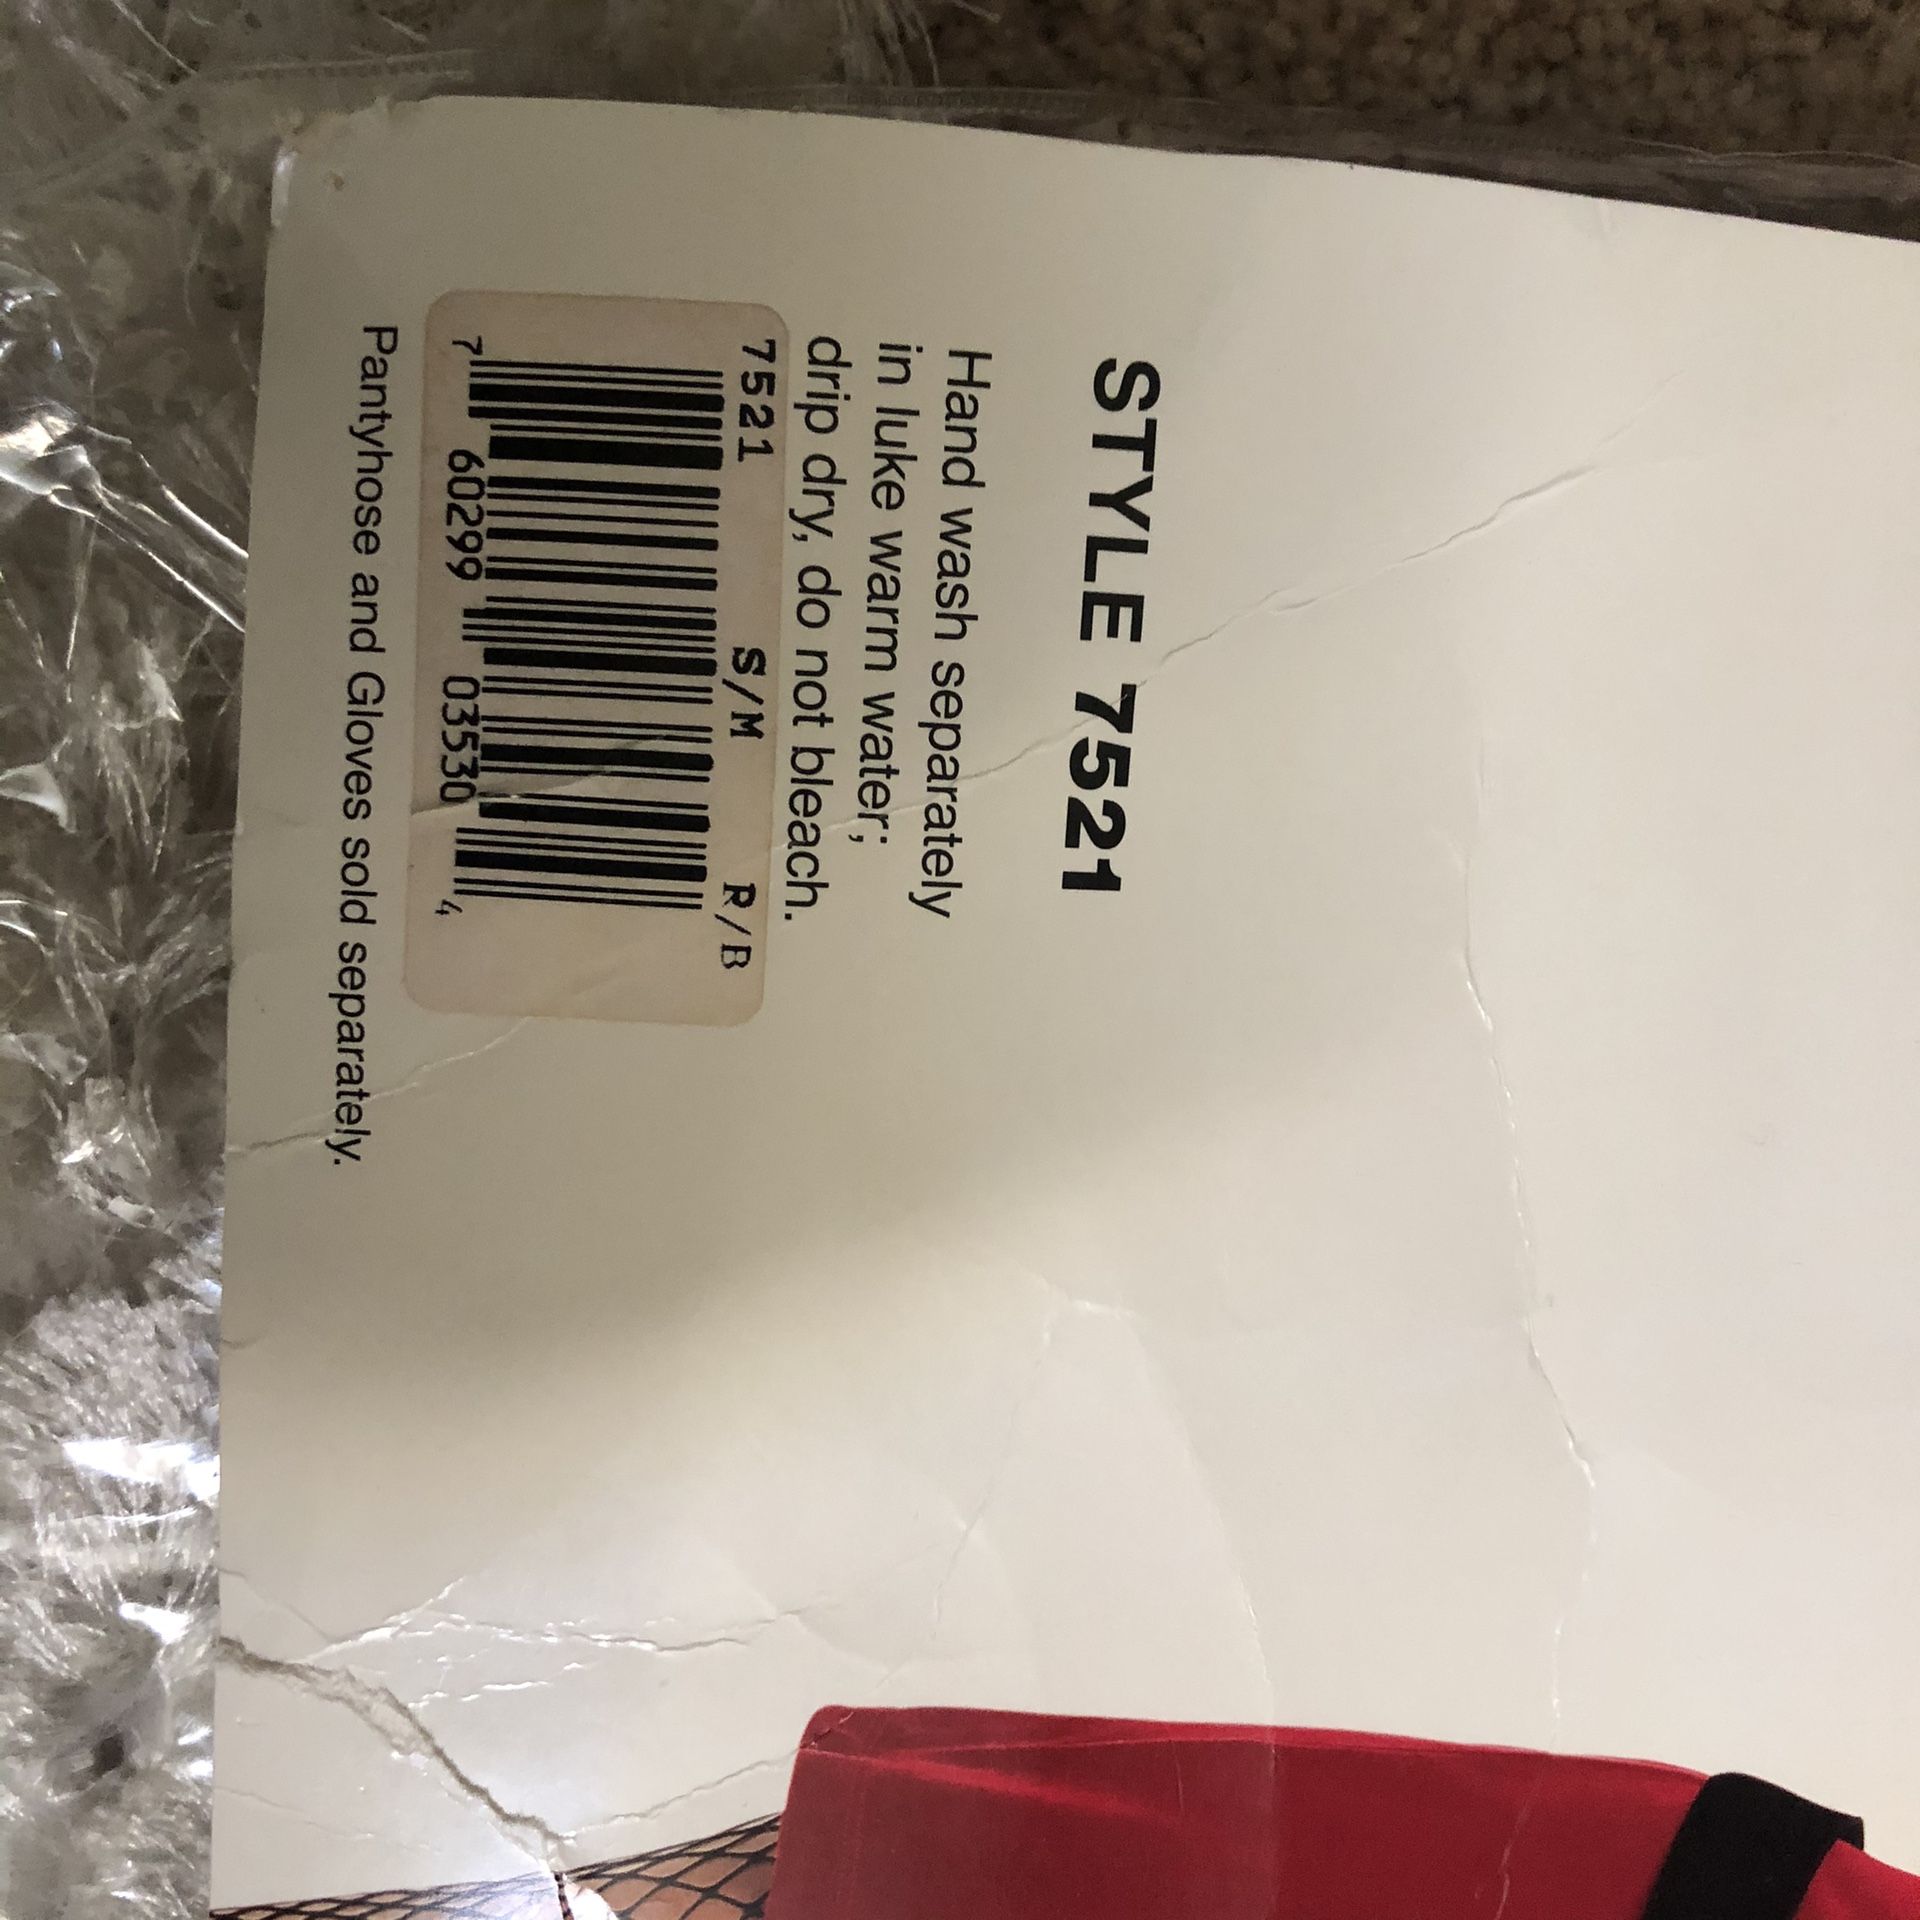 STYLE 7521
Hand wash separately
in luke warm water;
drip dry, do not bleach.
7521 S/M R/B
7 60299 03530 4
Pantyhose and Gloves sold separately.